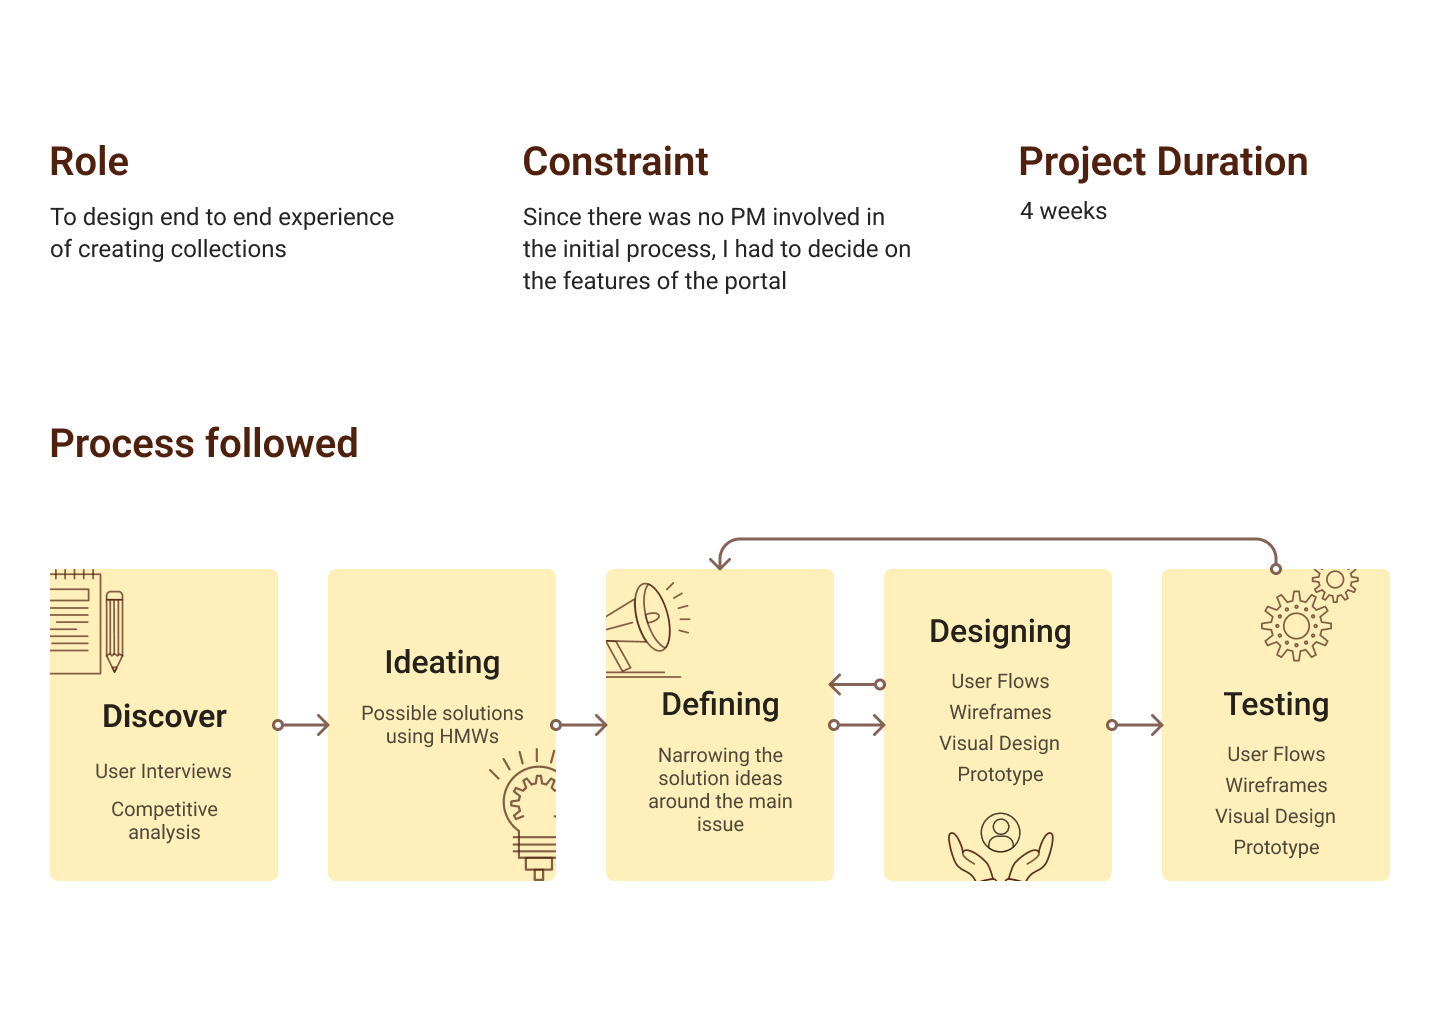 Role
To design end to end experience
of creating collections
Constraint
Since there was no PM involved in
the initial process, I had to decide on
the features of the portal
Project Duration
4 weeks
Process followed
Discover
User Interviews
Competitive
analysis
Ideating
Possible solutions
using HMWs
Defining
Narrowing the
solution ideas
around the main
issue
Designing
User Flows
Wireframes
Visual Design
Prototype
Testing
User Flows
Wireframes
Visual Design
Prototype